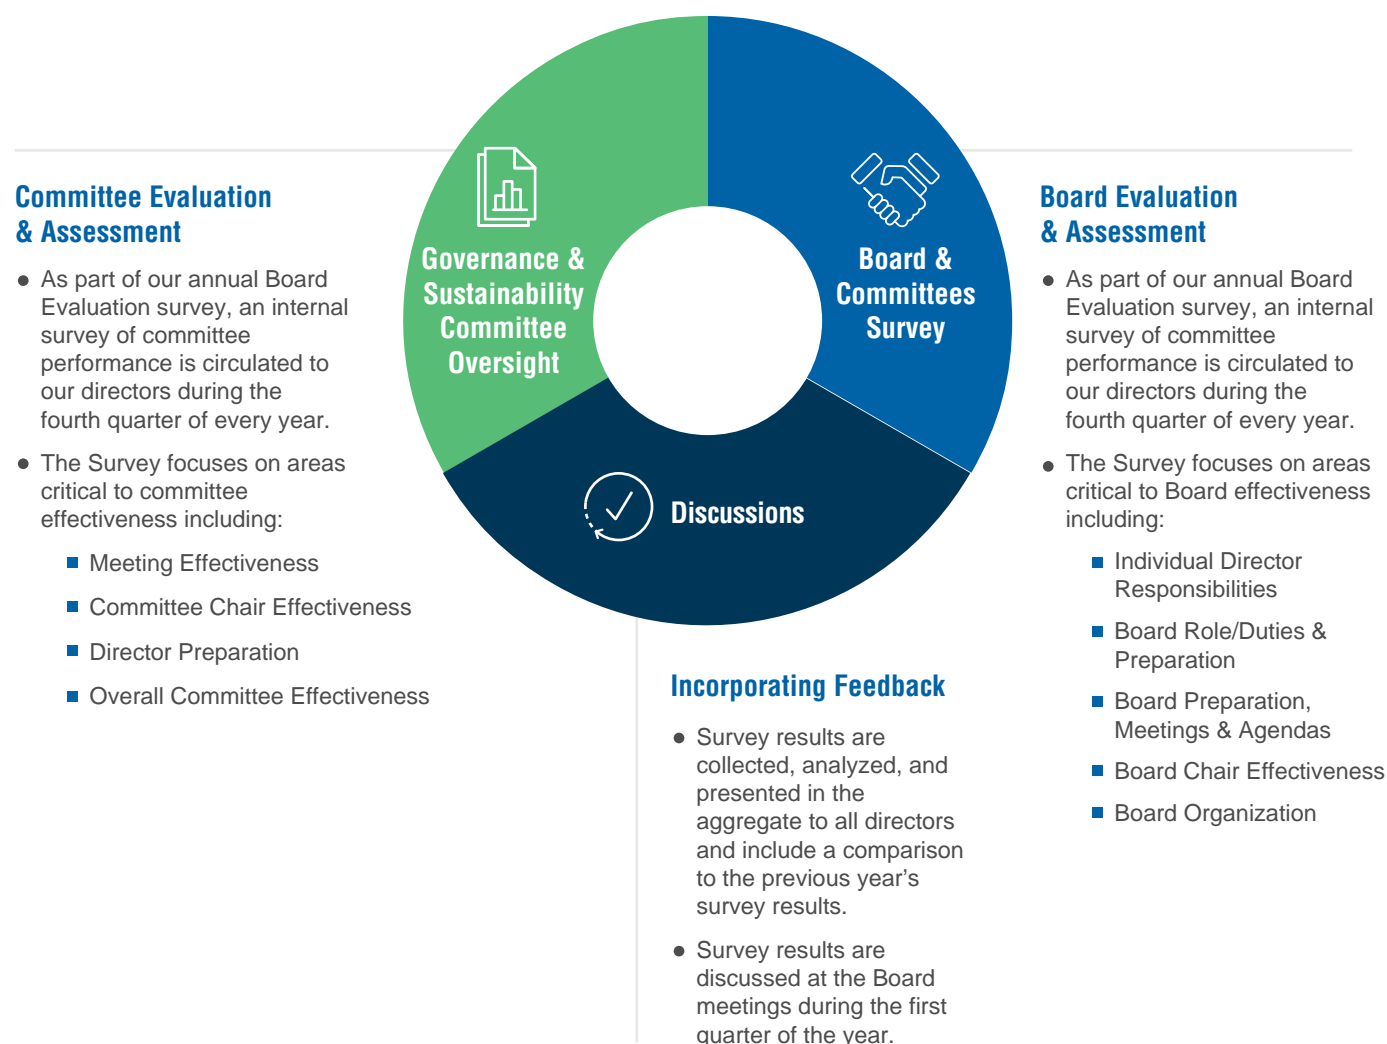 Governance &
Sustainability
Committee
Oversight
Board &
Committees
Survey
Discussions
Committee Evaluation
& Assessment
As part of our annual Board
Evaluation survey, an internal
survey of committee
performance is circulated to
our directors during the
fourth quarter of every year.
The Survey focuses on areas
critical to committee
effectiveness including:
Meeting Effectiveness
Committee Chair Effectiveness
Director Preparation
Overall Committee Effectiveness
Incorporating Feedback
Survey results are
collected, analyzed, and
presented in the
aggregate to all directors
and include a comparison
to the previous year's
survey results.
Survey results are
discussed at the Board
meetings during the first
quarter of the year.
Board Evaluation
& Assessment
As part of our annual Board
Evaluation survey, an internal
survey of committee
performance is circulated to
our directors during the
fourth quarter of every year.
The Survey focuses on areas
critical to Board effectiveness
including:
Individual Director
Responsibilities
Board Role/Duties &
Preparation
Board Preparation,
Meetings & Agendas
Board Chair Effectiveness
Board Organization